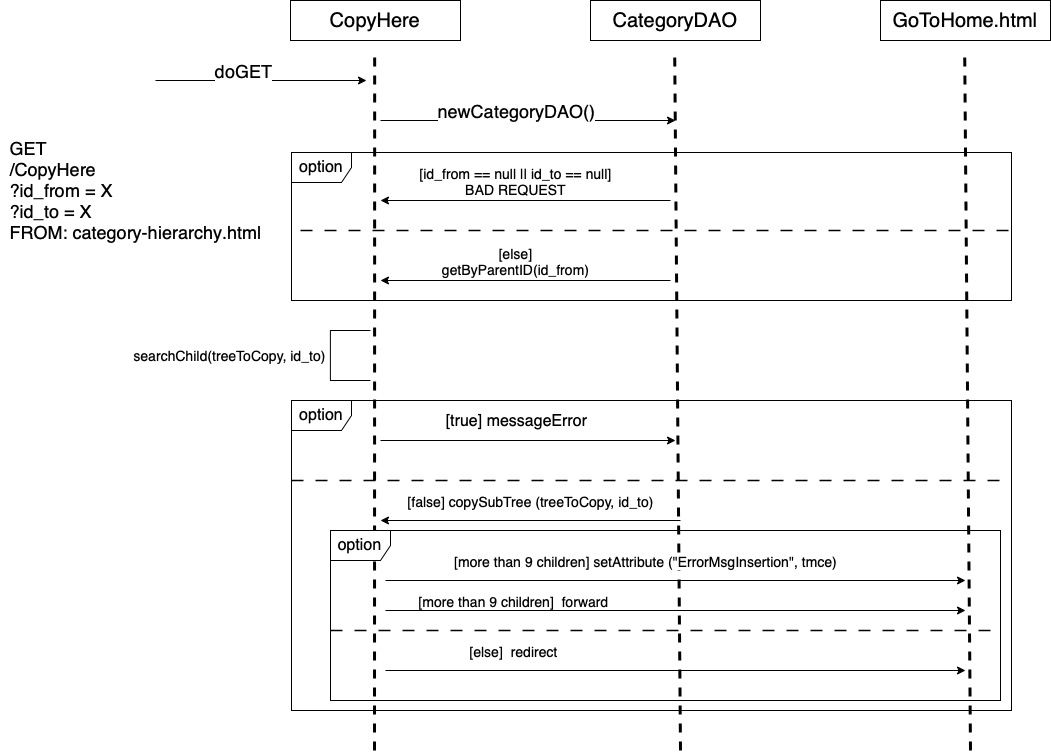 CopyHere
CategoryDAO
GoToHome.html
doGET
newCategoryDAO()
GET
/CopyHere
?id_from = X
?id_to = X
FROM: category-hierarchy.html
option
[id_from == null || id_to == null]
BAD REQUEST
[else]
getByParentID(id_from)
searchChild(treeToCopy, id_to)
option
[true] messageError
[false] copySubTree (treeToCopy, id_to)
option
[more than 9 children] setAttribute ("ErrorMsgInsertion", tmce)
[more than 9 children] forward
[else] redirect